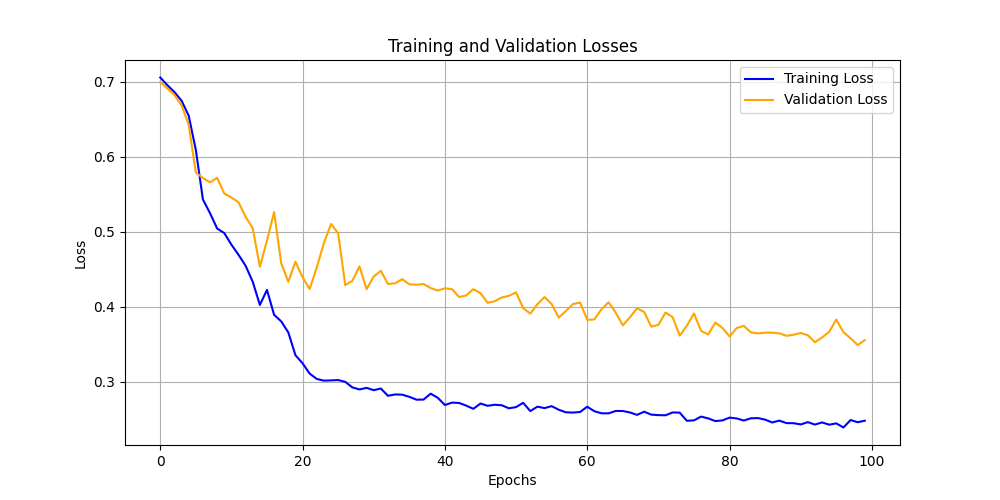 Training and Validation Losses
Training Loss
Validation Loss
Loss
0.7
0.6
0.5
0.4
0.3
0
20
40
60
80
100
Epochs